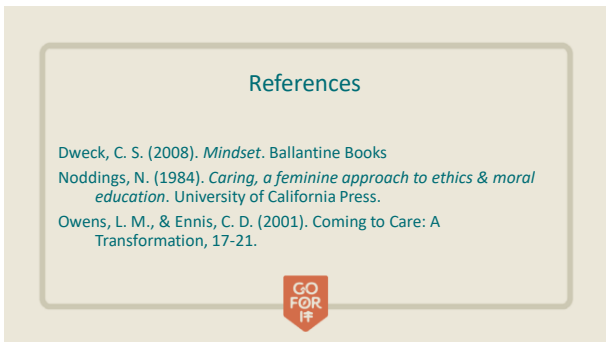 References
Dweck, C. S. (2008). Mindset. Ballantine Books
Noddings, N. (1984). Caring, a feminine approach to ethics & moral
education. University of California Press.
Owens, L. M., & Ennis, C. D. (2001). Coming to Care: A
Transformation, 17-21.
GO
FOR
IT